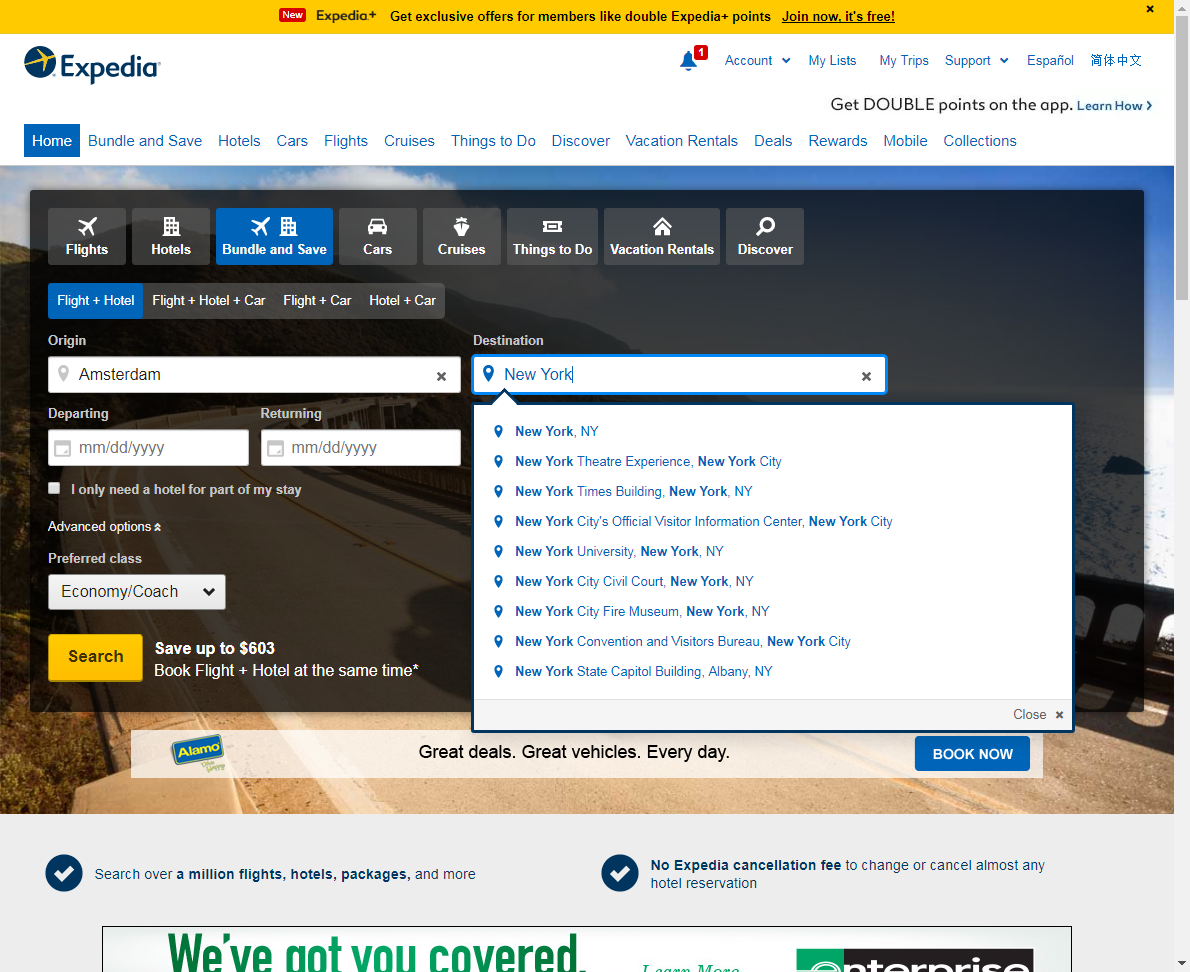 New Expedia+ Get exclusive offers for members like double Expedia+ points Join now, it's free!
Expedia
1 Account My Lists My Trips Support Español 简体中文
Get DOUBLE points on the app. Learn How
Home Bundle and Save Hotels Cars Flights Cruises Things to Do Discover Vacation Rentals Deals Rewards Mobile Collections
Flights Hotels Bundle and Save Cars Cruises Things to Do Vacation Rentals Discover
Flight + Hotel Flight + Hotel + Car Flight + Car Hotel + Car
Origin Destination
Amsterdam New York
Departing Returning
mm/dd/yyyy mm/dd/yyyy
I only need a hotel for part of my stay
Advanced options
Preferred class
Economy/Coach
Search
Save up to $603
Book Flight + Hotel at the same time*
New York, NY
New York Theatre Experience, New York City
New York Times Building, New York, NY
New York City's Official Visitor Information Center, New York City
New York University, New York, NY
New York City Civil Court, New York, NY
New York City Fire Museum, New York, NY
New York Convention and Visitors Bureau, New York City
New York State Capitol Building, Albany, NY
Close
Alamo Great deals. Great vehicles. Every day. BOOK NOW
Search over a million flights, hotels, packages, and more
No Expedia cancellation fee to change or cancel almost any
hotel reservation
We've got you covered. Learn More enterprise